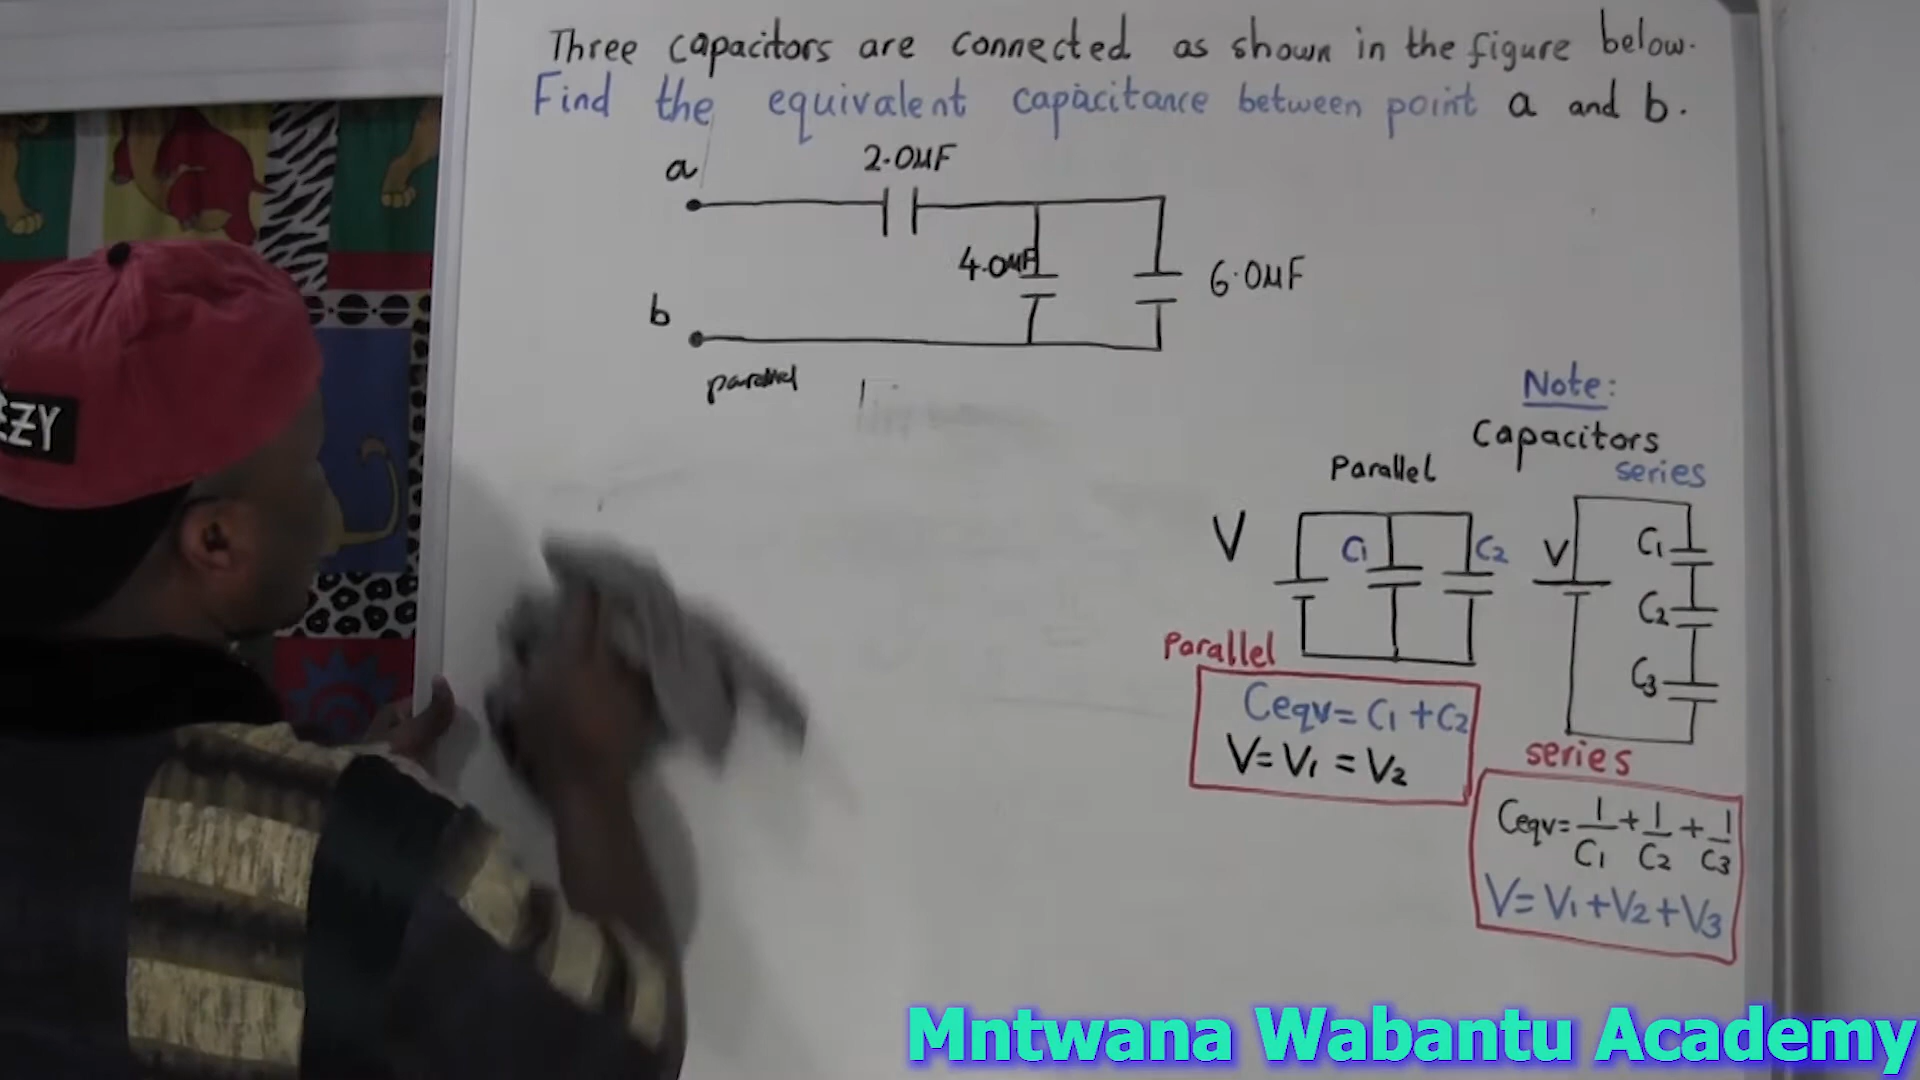 Three capacitors are connected as shown in the figure below.
Find the equivalent capacitance between point a and b.
a
2.0μF
4.0μF
6.0μF
b
parallel
EZZY
Note:
Capacitors
Parallel
series
V
C1
C2
V
C1
C2
C3
Parallel
Ceqv = C1 + C2
V = V1 = V2
series
Ceqv = 1/C1 + 1/C2 + 1/C3
V = V1 + V2 + V3
Mntwana Wabantu Academy